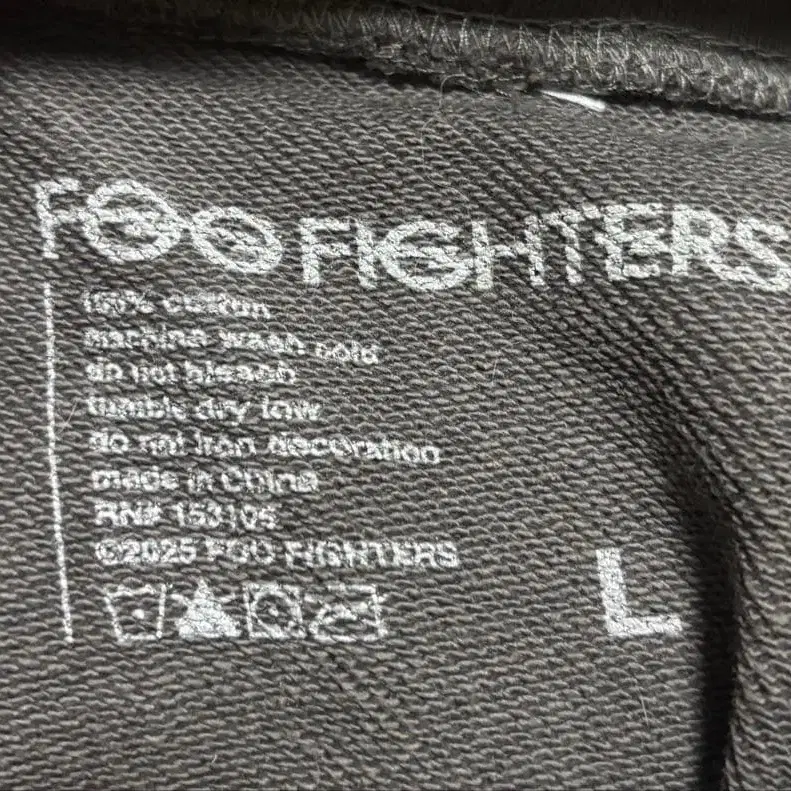 FOO FIGHTERS
100% cotton
machine wash cold
do not bleach
tumble dry low
do not iron decoration
made in China
RN# 153105
©2025 FOO FIGHTERS
L